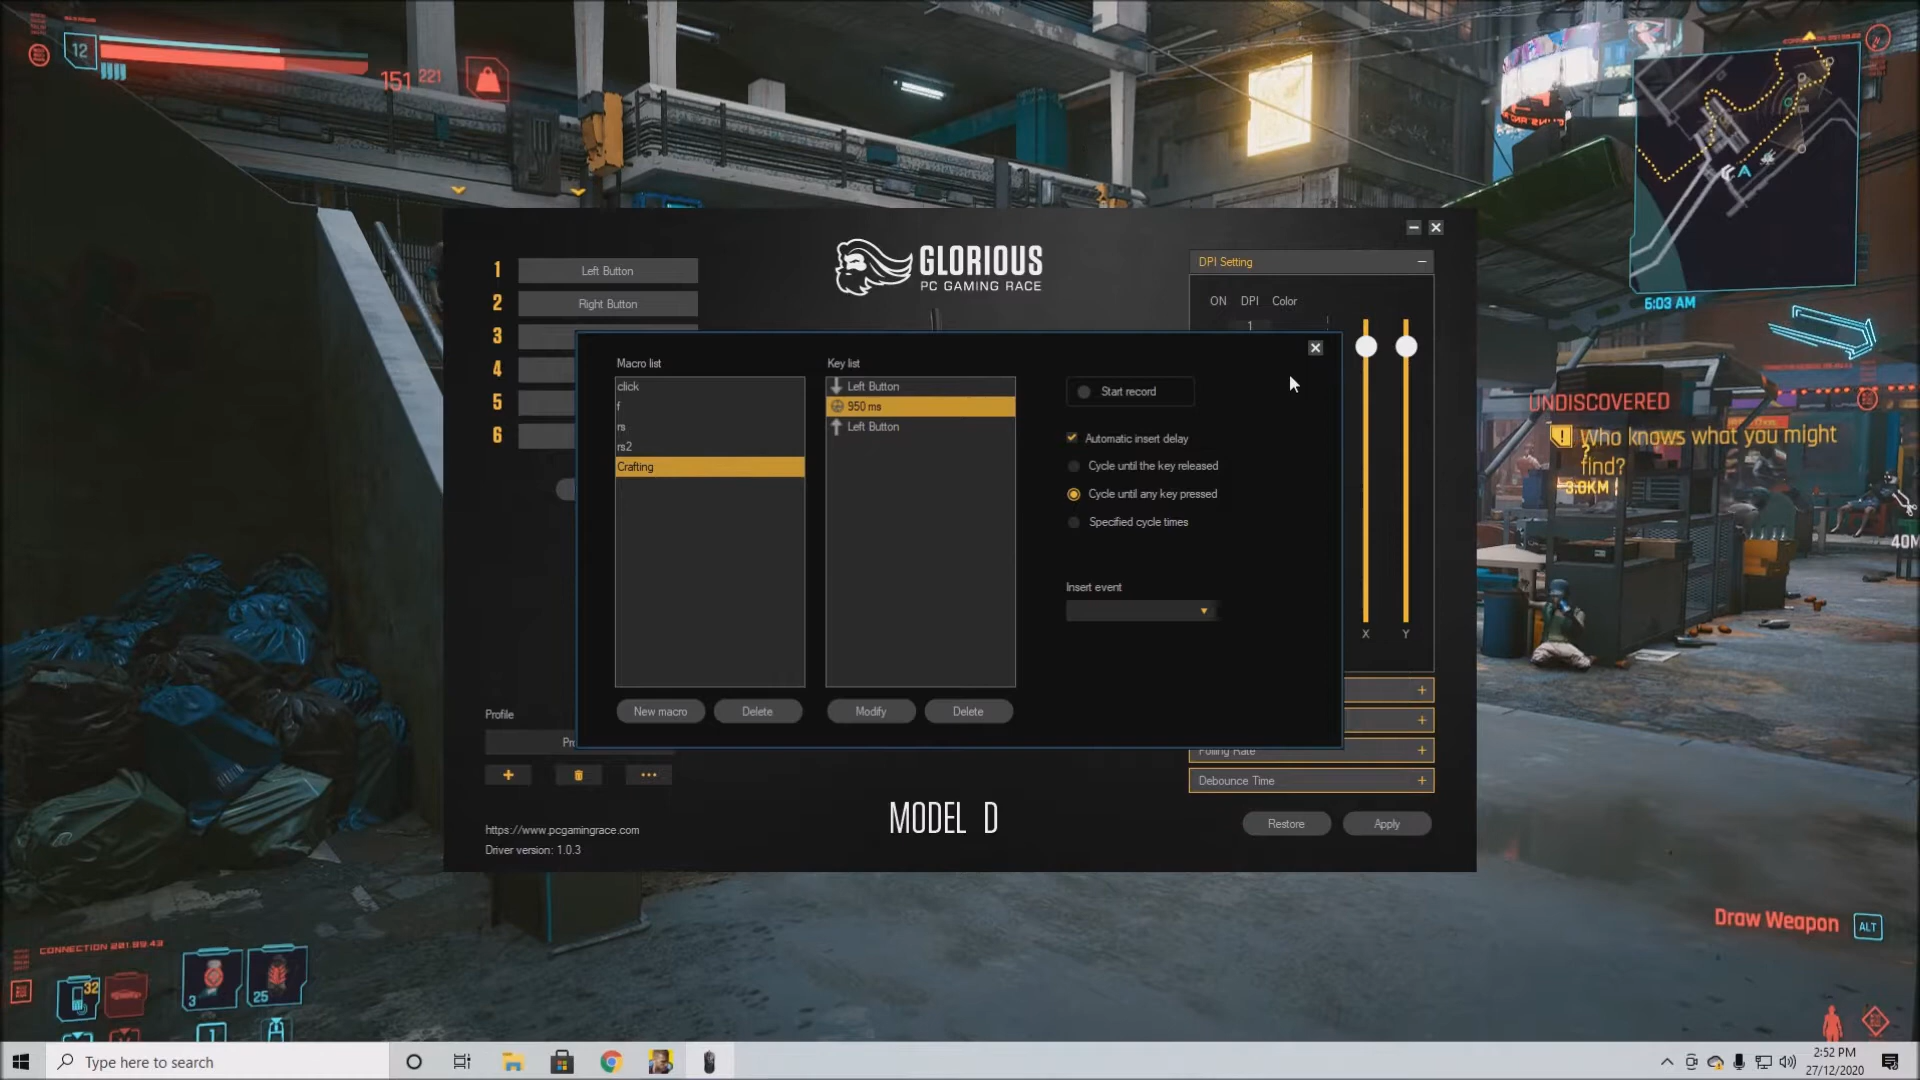 12
151 221
6:03 AM
UNDISCOVERED
Who knows what you might
find?
3.0KM
40M
GLORIOUS
PC GAMING RACE
1 Left Button
2 Right Button
3
4
5
6
DPI Setting
ON DPI Color
1
X Y
Macro list
click
f
rs
rs2
Crafting
New macro
Delete
Key list
Left Button
950 ms
Left Button
Modify
Delete
Start record
Automatic insert delay
Cycle until the key released
Cycle until any key pressed
Specified cycle times
Insert event
Profile
Polling Rate
Debounce Time
MODEL D
https://www.pcgamingrace.com
Driver version: 1.0.3
Restore
Apply
Draw Weapon ALT
CONNECTION
32
3
25
1
Type here to search
2:52 PM
27/12/2020